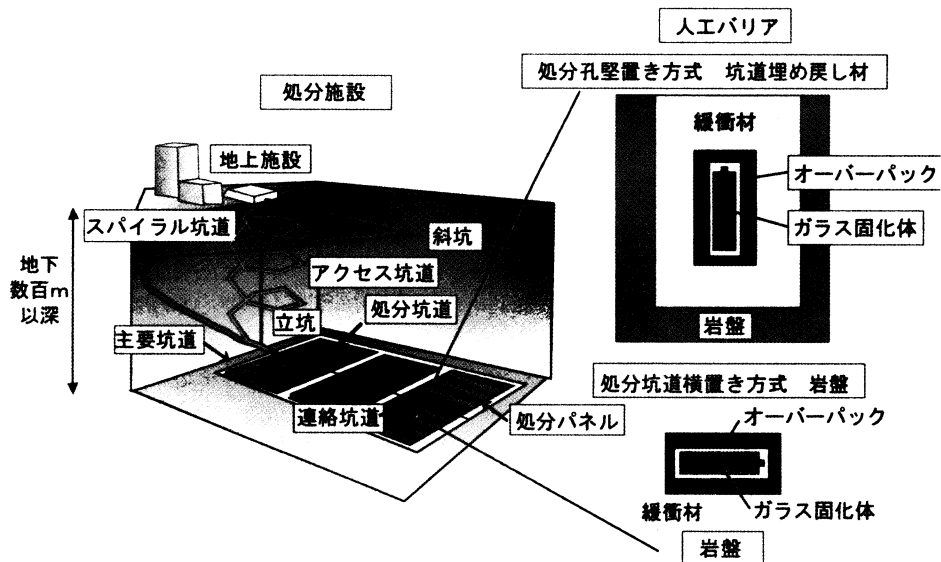 人工バリア
処分孔竪置き方式　坑道埋め戻し材
処分施設
緩衝材
地上施設
オーバーパック
スパイラル坑道
ガラス固化体
斜坑
地下
数百m
以深
アクセス坑道
処分坑道
立坑
岩盤
主要坑道
処分坑道横置き方式　岩盤
連絡坑道
処分パネル
オーバーパック
緩衝材
ガラス固化体
岩盤